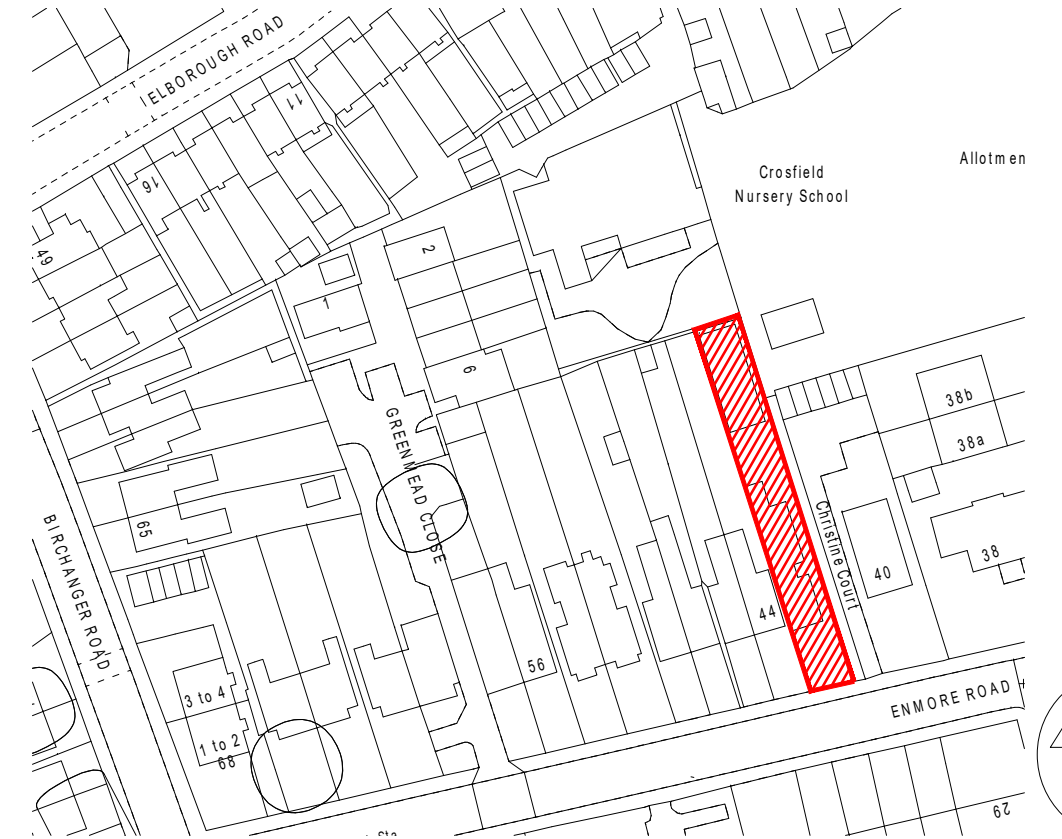 ELBOROUGH ROAD
11
16
49
Crosfield
Nursery School
Allotmen
2
1
6
GREENMEAD CLOSE
38b
38a
38
40
Christine Court
44
56
65
BIRCHANGER ROAD
3 to 4
1 to 2
68
ENMORE ROAD
29
Sta